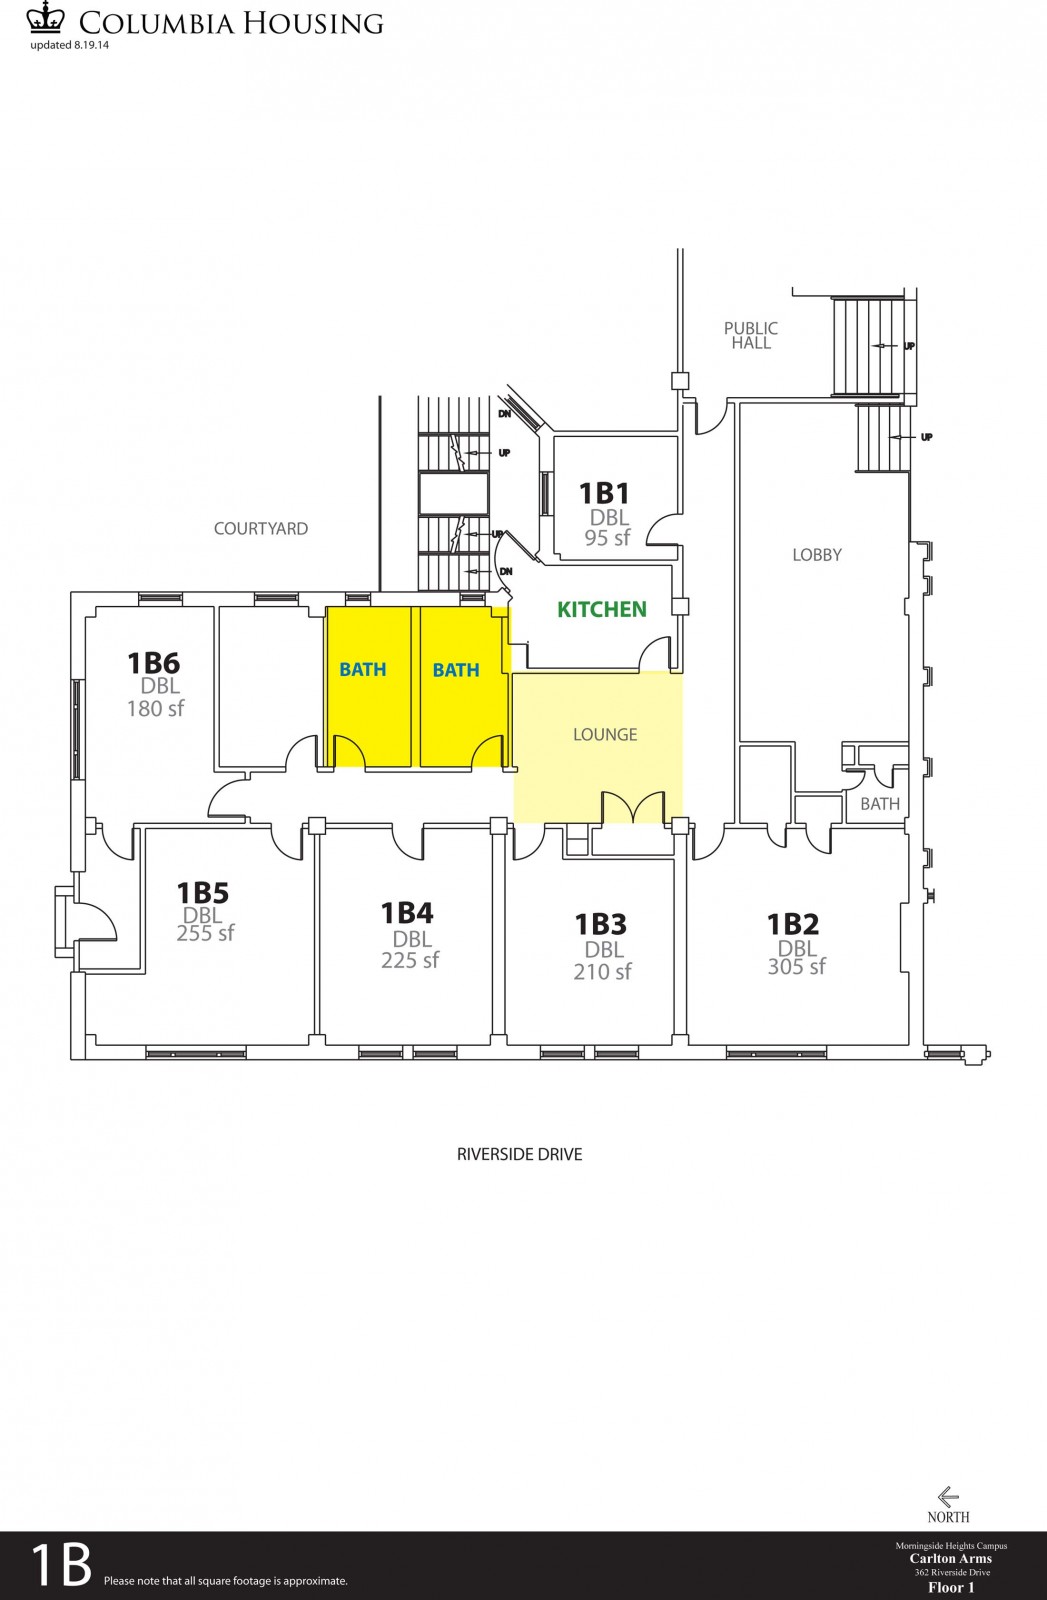 COLUMBIA HOUSING
updated 8.19.14
PUBLIC
HALL
UP
DN
UP
UP
1B1
DBL
95 sf
COURTYARD
UP
LOBBY
DN
KITCHEN
1B6
DBL
180 sf
BATH
BATH
LOUNGE
BATH
1B5
DBL
255 sf
1B4
DBL
225 sf
1B3
DBL
210 sf
1B2
DBL
305 sf
RIVERSIDE DRIVE
NORTH
1B
Please note that all square footage is approximate.
Morningside Heights Campus
Carlton Arms
362 Riverside Drive
Floor 1